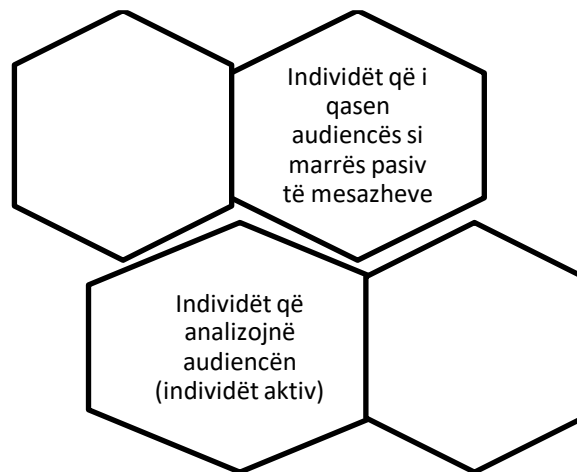 Individët që i
qasen
audiencës si
marrës pasiv
të mesazheve
Individët që
analizojnë
audiencën
(individët aktiv)